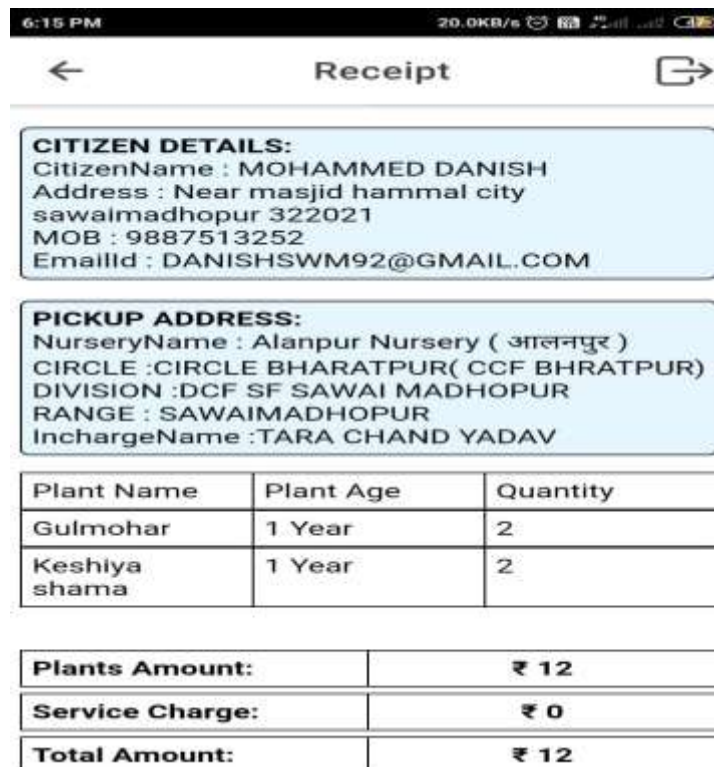 6:15 PM 20.0KB/s
Receipt
CITIZEN DETAILS:
CitizenName : MOHAMMED DANISH
Address : Near masjid hammal city
sawaimadhopur 322021
MOB : 9887513252
EmailId : DANISHSWM92@GMAIL.COM
PICKUP ADDRESS:
NurseryName : Alanpur Nursery ( आलनपुर )
CIRCLE :CIRCLE BHARATPUR( CCF BHRATPUR)
DIVISION :DCF SF SAWAI MADHOPUR
RANGE : SAWAIMADHOPUR
InchargeName :TARA CHAND YADAV
Plant Name Plant Age Quantity
Gulmohar 1 Year 2
Keshiya 1 Year 2
shama
Plants Amount: ₹ 12
Service Charge: ₹ 0
Total Amount: ₹ 12